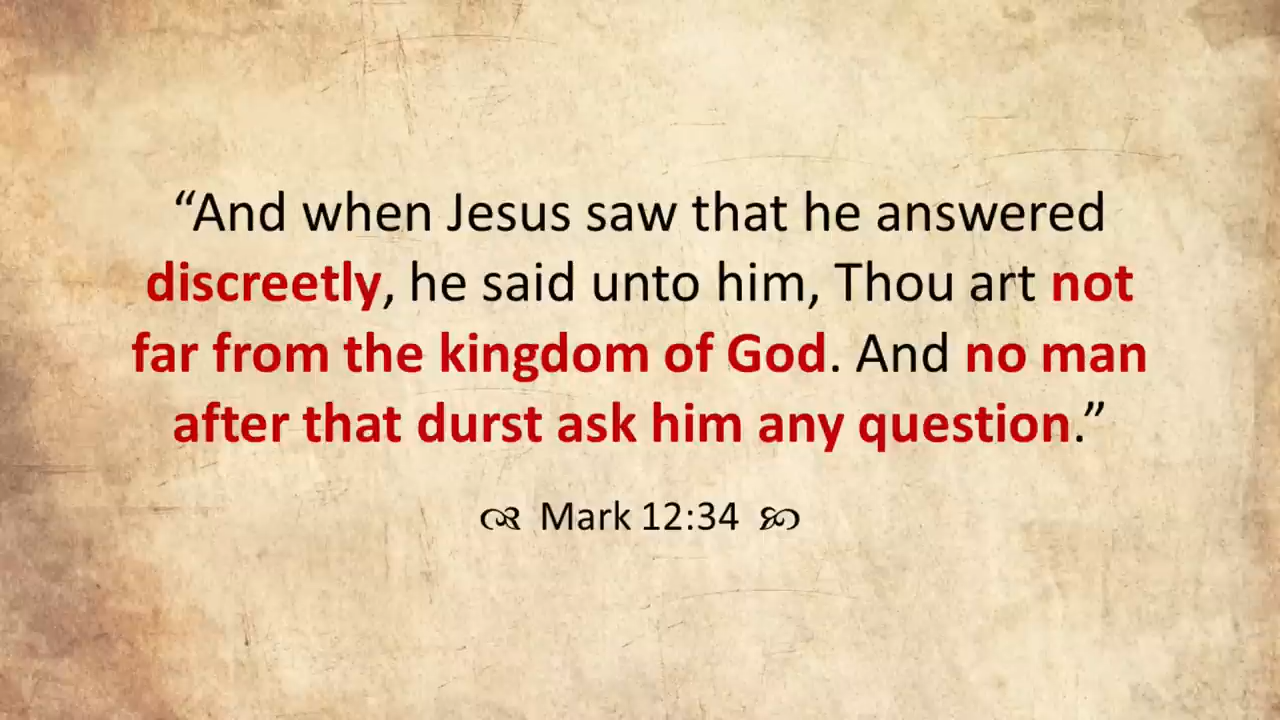 “And when Jesus saw that he answered
discreetly, he said unto him, Thou art not
far from the kingdom of God. And no man
after that durst ask him any question.”
Mark 12:34